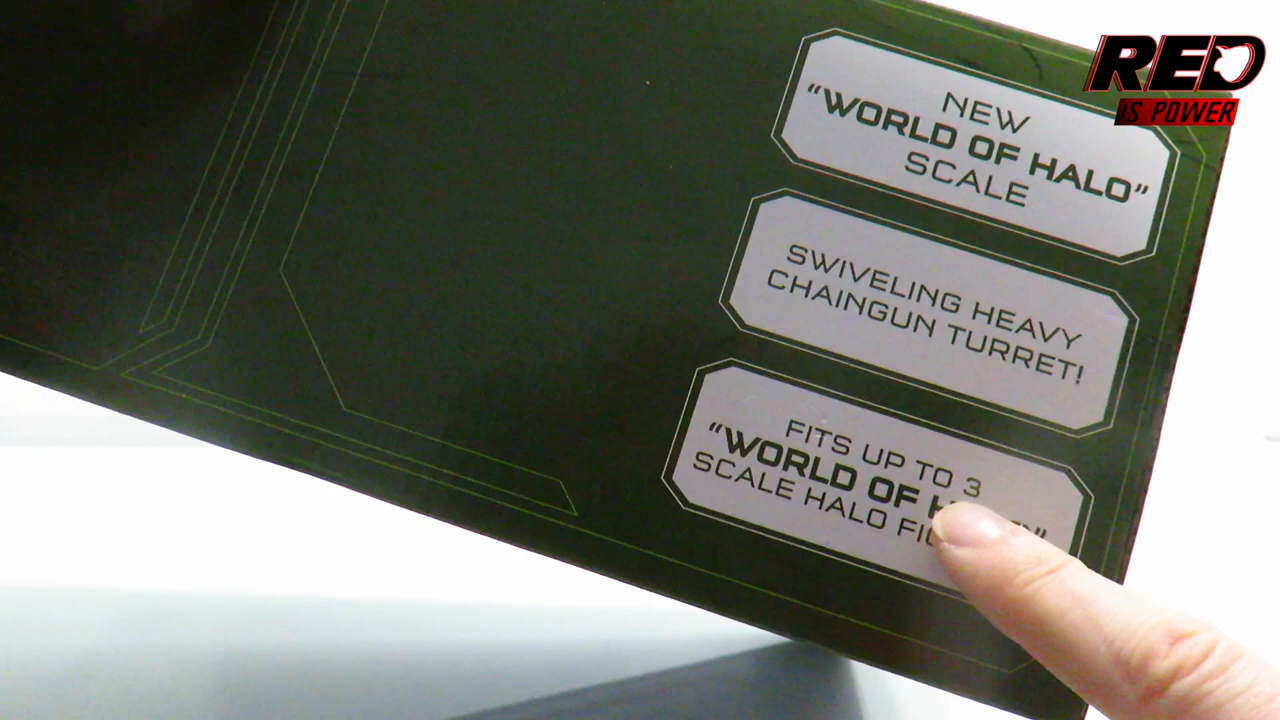 RED
IS POWER
NEW
“WORLD OF HALO”
SCALE
SWIVELING HEAVY
CHAINGUN TURRET!
FITS UP TO 3
“WORLD OF
SCALE HALO